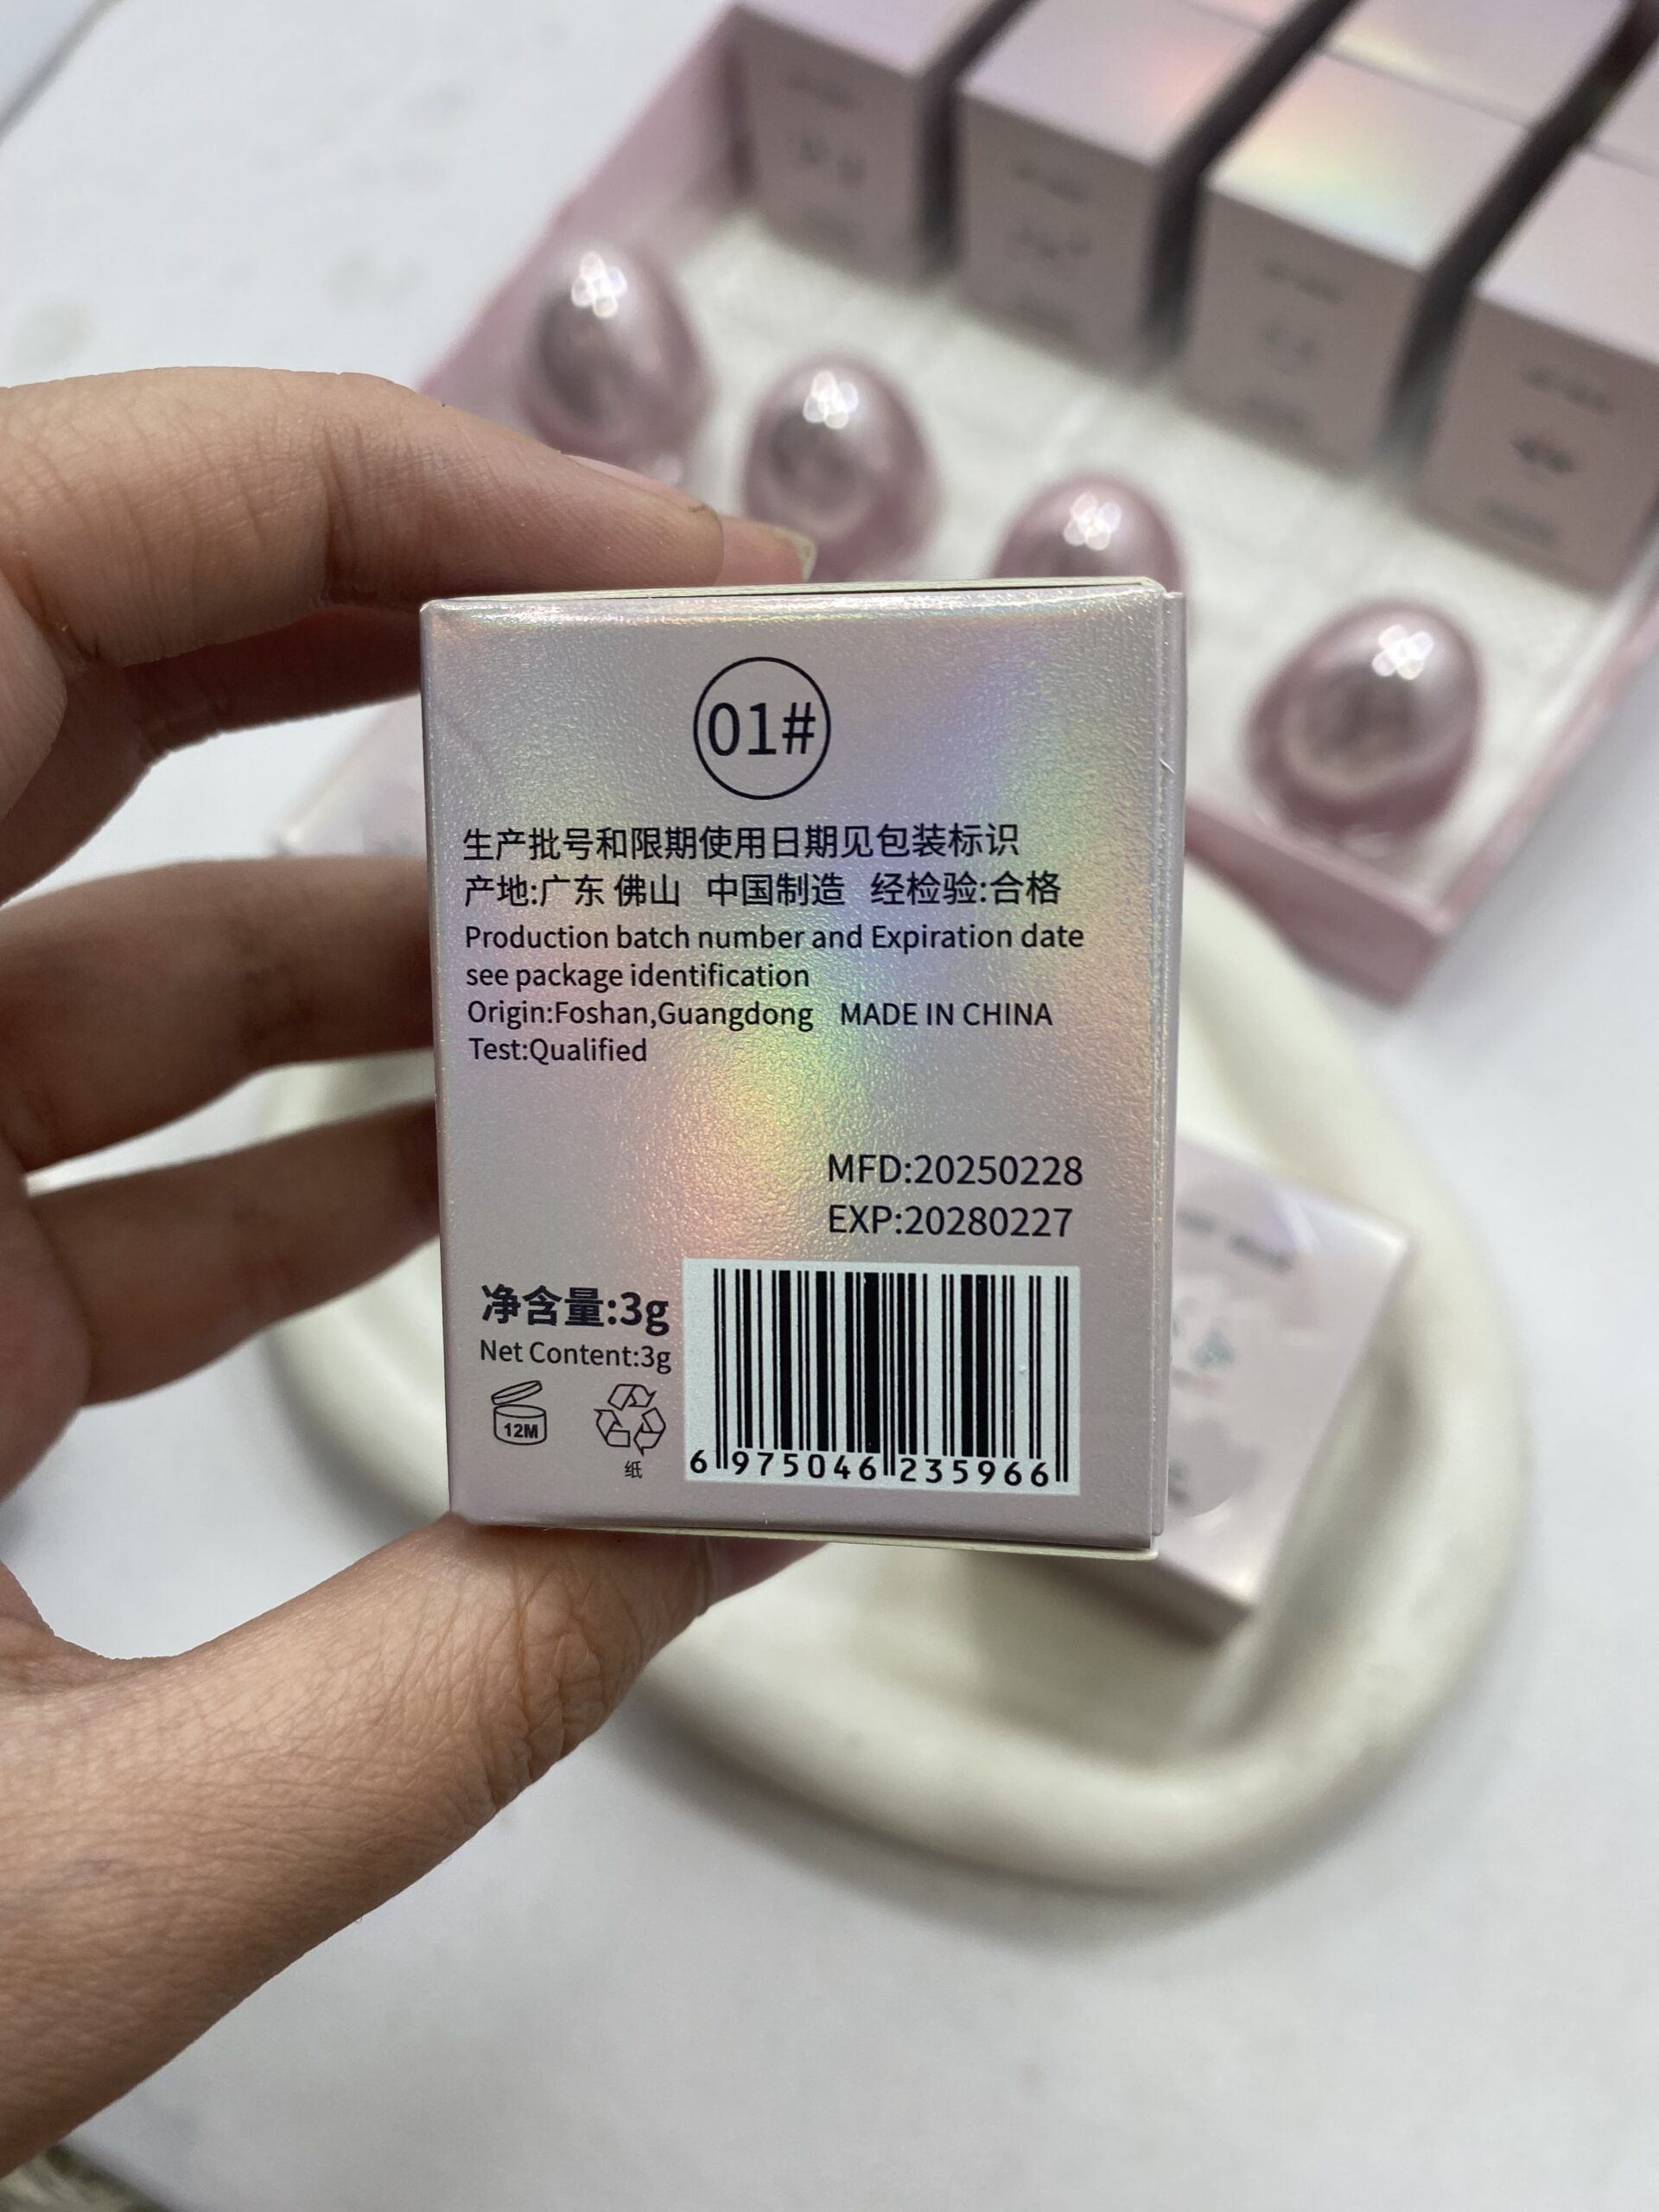 01#
生产批号和限期使用日期见包装标识
产地:广东 佛山 中国制造 经检验:合格
Production batch number and Expiration date
see package identification
Origin:Foshan,Guangdong MADE IN CHINA
Test:Qualified
MFD:20250228
EXP:20280227
净含量:3g
Net Content:3g
12M
纸
6 975046 235966